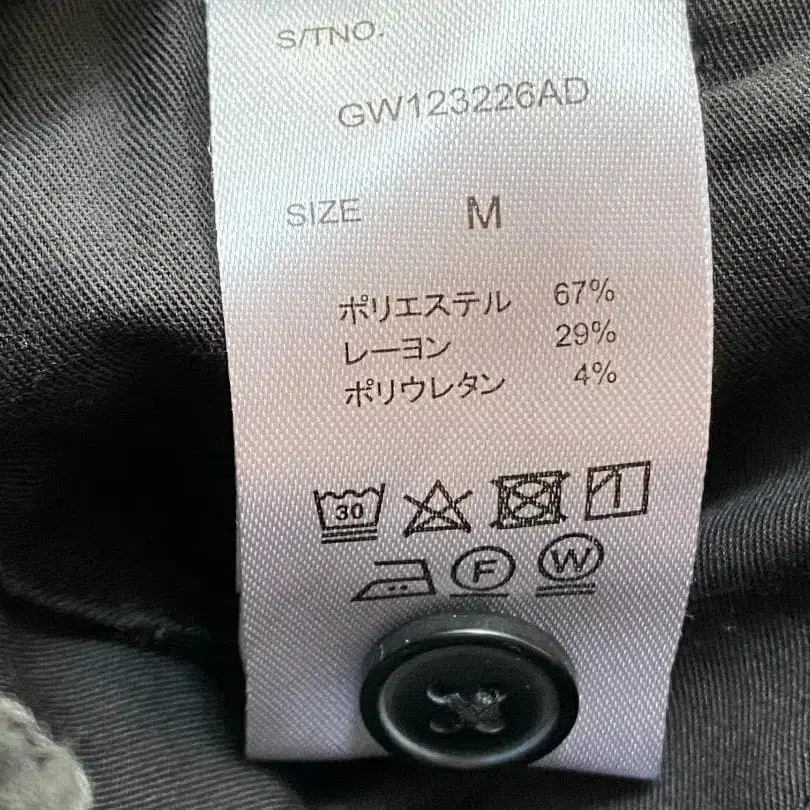 S/TNO.
GW123226AD
SIZE M
ポリエステル 67%
レーヨン 29%
ポリウレタン 4%
30
F W